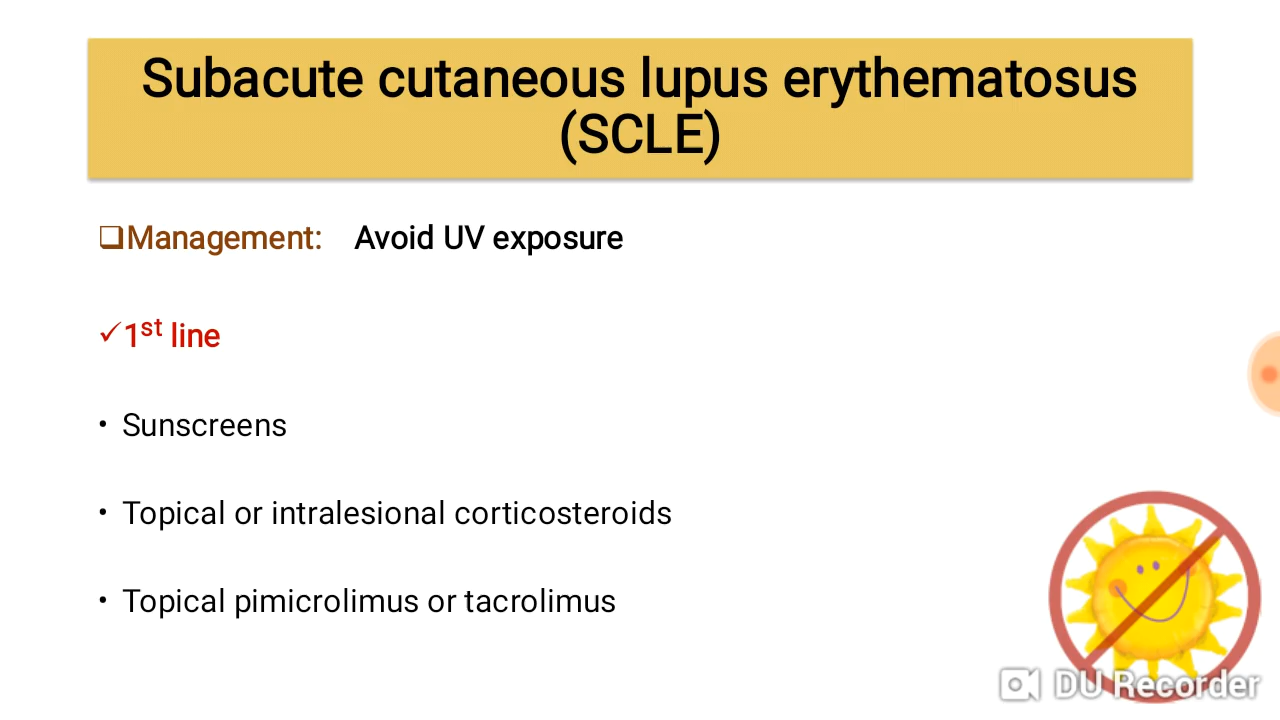 Subacute cutaneous lupus erythematosus
(SCLE)
❑Management: Avoid UV exposure
✓1st line
• Sunscreens
• Topical or intralesional corticosteroids
• Topical pimicrolimus or tacrolimus
DU Recorder